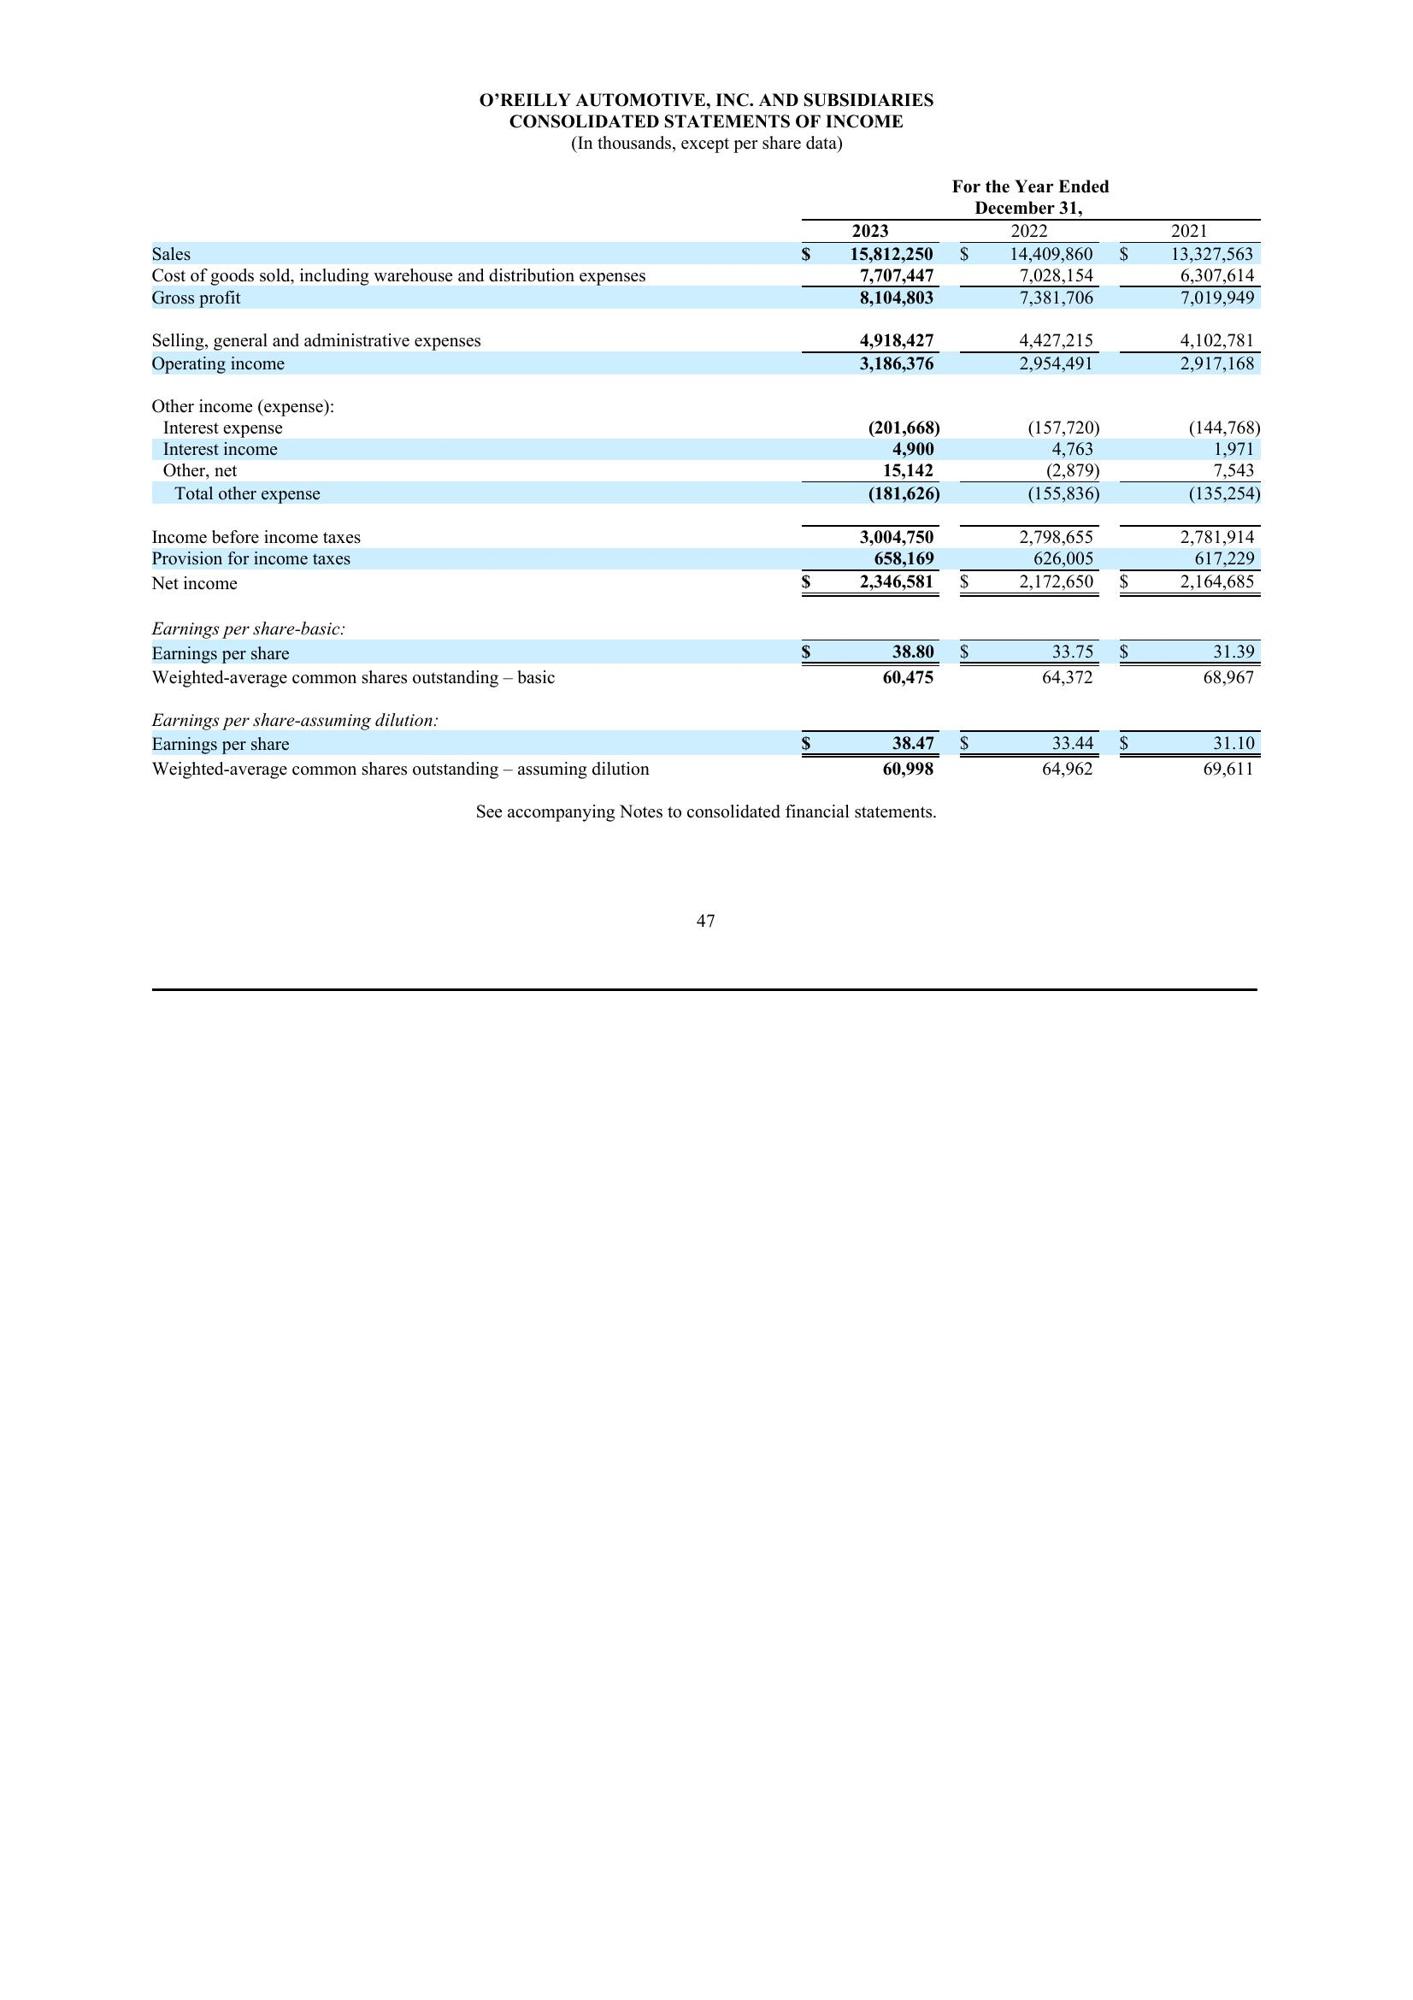 O’REILLY AUTOMOTIVE, INC. AND SUBSIDIARIES
CONSOLIDATED STATEMENTS OF INCOME
(In thousands, except per share data)
For the Year Ended
December 31,
2023 2022 2021
Sales $ 15,812,250 $ 14,409,860 $ 13,327,563
Cost of goods sold, including warehouse and distribution expenses 7,707,447 7,028,154 6,307,614
Gross profit 8,104,803 7,381,706 7,019,949
Selling, general and administrative expenses 4,918,427 4,427,215 4,102,781
Operating income 3,186,376 2,954,491 2,917,168
Other income (expense):
Interest expense (201,668) (157,720) (144,768)
Interest income 4,900 4,763 1,971
Other, net 15,142 (2,879) 7,543
Total other expense (181,626) (155,836) (135,254)
Income before income taxes 3,004,750 2,798,655 2,781,914
Provision for income taxes 658,169 626,005 617,229
Net income $ 2,346,581 $ 2,172,650 $ 2,164,685
Earnings per share-basic:
Earnings per share $ 38.80 $ 33.75 $ 31.39
Weighted-average common shares outstanding – basic 60,475 64,372 68,967
Earnings per share-assuming dilution:
Earnings per share $ 38.47 $ 33.44 $ 31.10
Weighted-average common shares outstanding – assuming dilution 60,998 64,962 69,611
See accompanying Notes to consolidated financial statements.
47